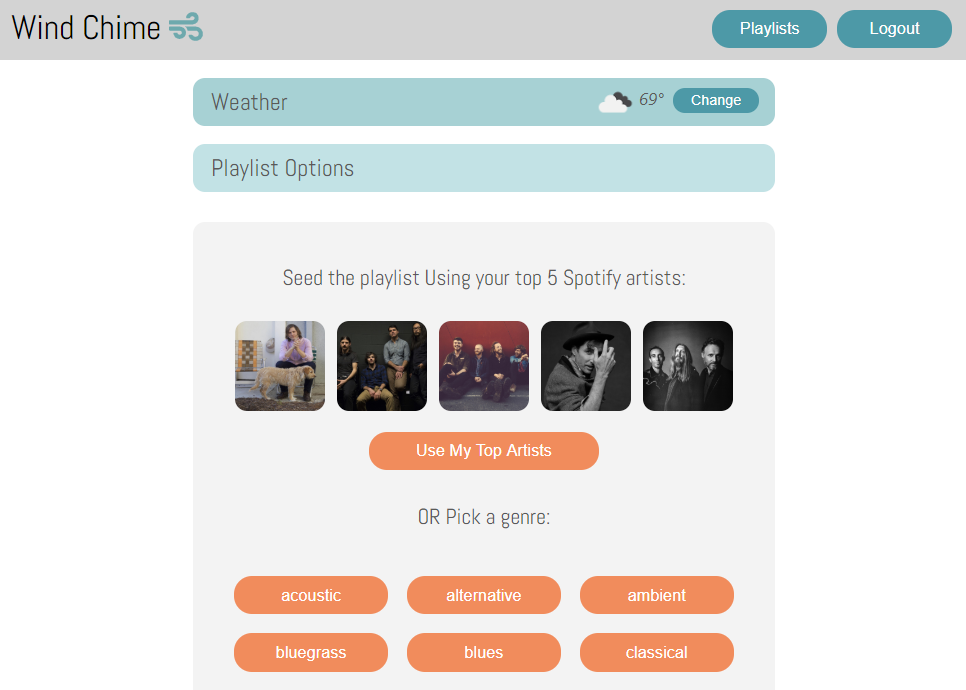 Wind Chime
Playlists
Logout
Weather
69°
Change
Playlist Options
Seed the playlist Using your top 5 Spotify artists:
Use My Top Artists
OR Pick a genre:
acoustic
alternative
ambient
bluegrass
blues
classical